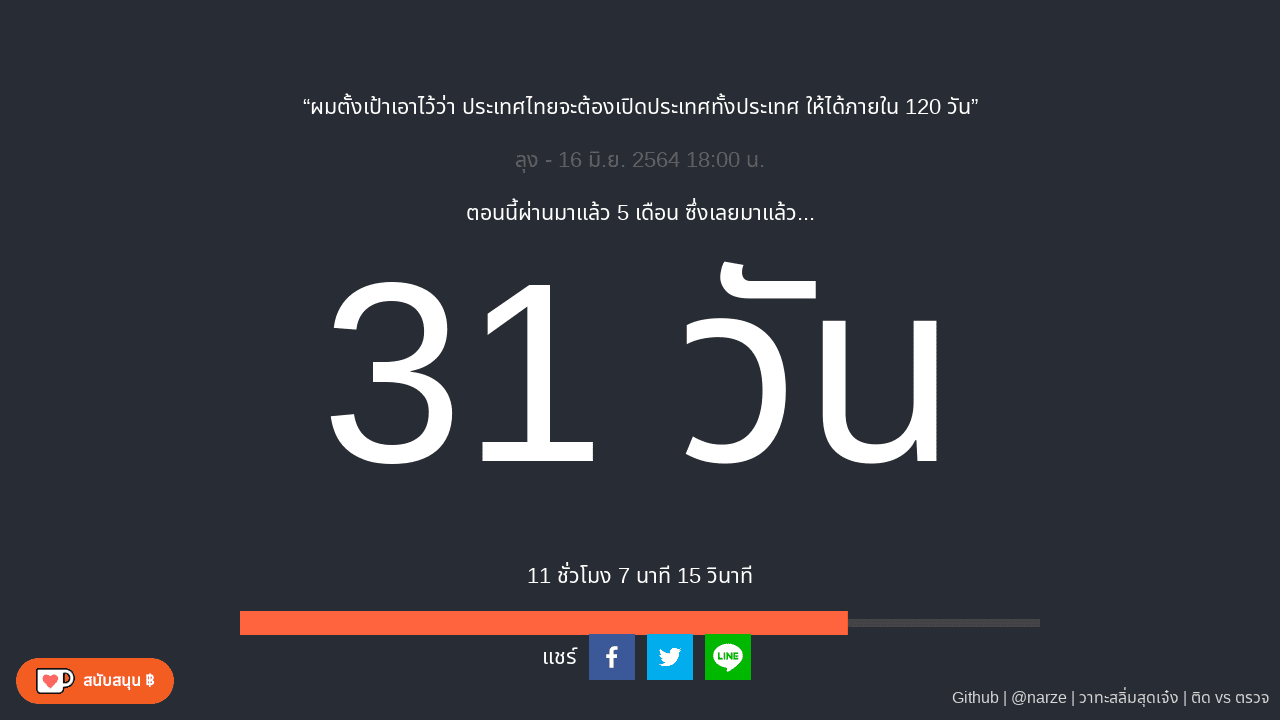 “ผมตั้งเป้าเอาไว้ว่า ประเทศไทยจะต้องเปิดประเทศทั้งประเทศ ให้ได้ภายใน 120 วัน”
ลุง - 16 มิ.ย. 2564 18:00 น.
ตอนนี้ผ่านมาแล้ว 5 เดือน ซึ่งเลยมาแล้ว...
31 วัน
11 ชั่วโมง 7 นาที 15 วินาที
แชร์
LINE
สนับสนุน ฿
Github | @narze | วาทะสลิ่มสุดเจ๋ง | ติด vs ตรวจ